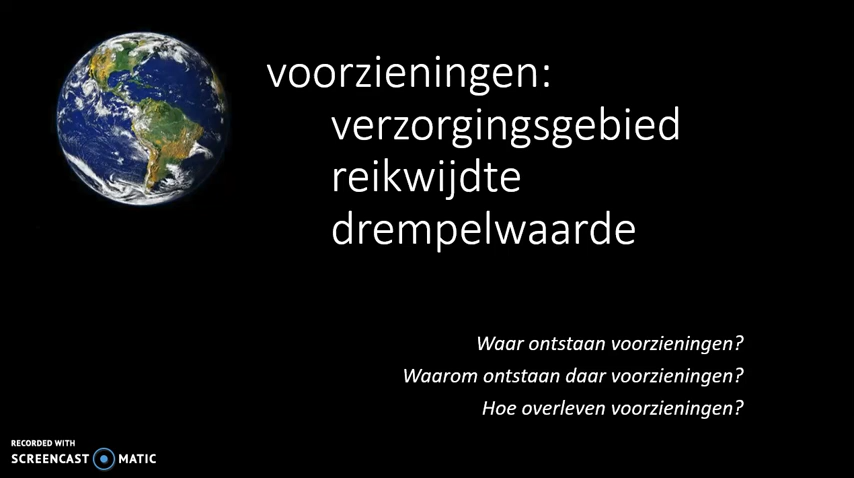 voorzieningen:
verzorgingsgebied
reikwijdte
drempelwaarde
Waar ontstaan voorzieningen?
Waarom ontstaan daar voorzieningen?
Hoe overleven voorzieningen?
RECORDED WITH
SCREENCAST MATIC